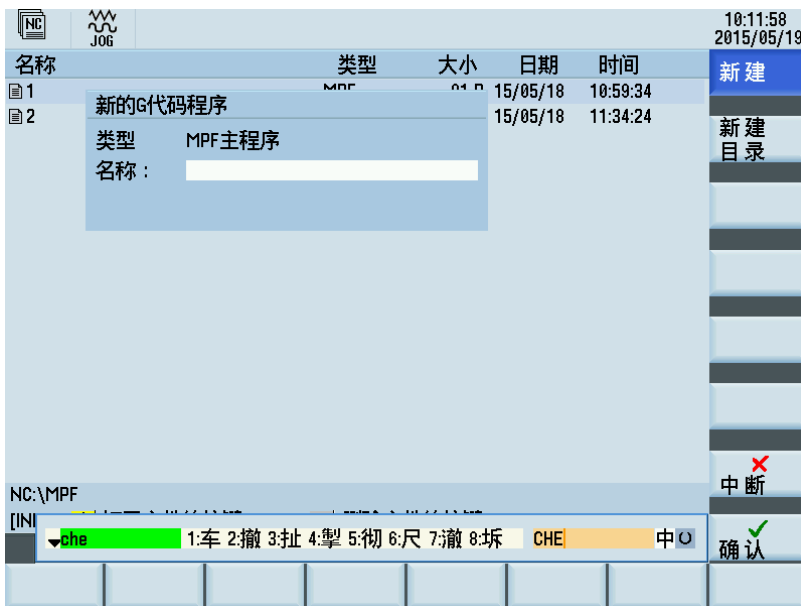 NC
JOG
10:11:58
2015/05/19
名称 类型 大小 日期 时间
1 15/05/18 10:59:34
2 15/05/18 11:34:24
新的G代码程序
类型 MPF主程序
名称：
新建
新建
目录
中断
确认
NC:\MPF
che 1:车 2:撤 3:扯 4:掣 5:彻 6:尺 7:澈 8:坼 CHE 中